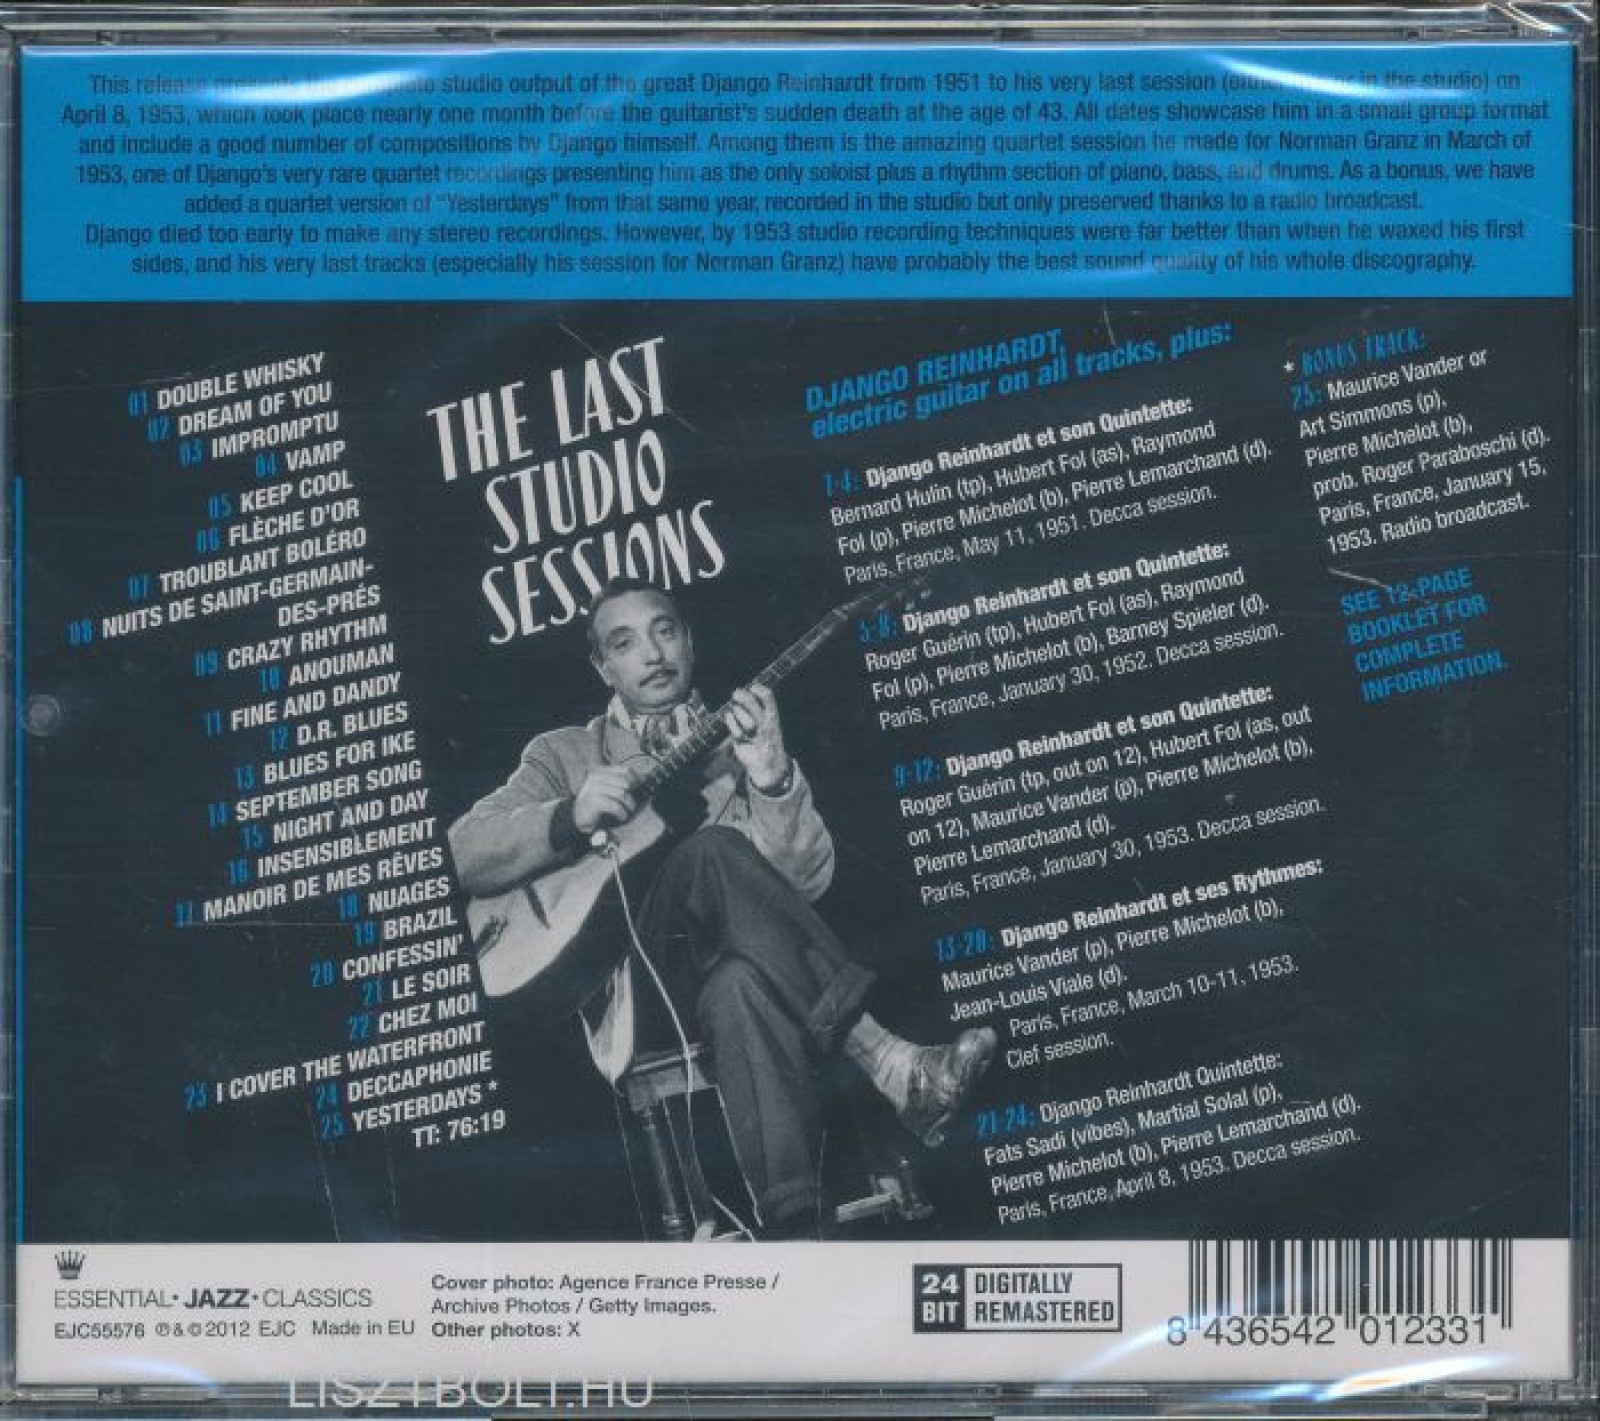 This release presents the complete studio output of the great Django Reinhardt from 1951 to his very last session (either live or in the studio) on
April 8, 1953, which took place nearly one month before the guitarist's sudden death at the age of 43. All dates showcase him in a small group format
and include a good number of compositions by Django himself. Among them is the amazing quartet session he made for Norman Granz in March of
1953, one of Django's very rare quartet recordings presenting him as the only soloist plus a rhythm section of piano, bass, and drums. As a bonus, we have
added a quartet version of "Yesterdays" from that same year, recorded in the studio but only preserved thanks to a radio broadcast.
Django died too early to make any stereo recordings. However, by 1953 studio recording techniques were far better than when he waxed his first
sides, and his very last tracks (especially his session for Norman Granz) have probably the best sound quality of his whole discography.
01 DOUBLE WHISKY
02 DREAM OF YOU
03 IMPROMPTU
04 VAMP
05 KEEP COOL
06 FLÈCHE D'OR
07 TROUBLANT BOLÉRO
08 NUITS DE SAINT-GERMAIN-
DES-PRÉS
09 CRAZY RHYTHM
10 ANOUMAN
11 FINE AND DANDY
12 D.R. BLUES
13 BLUES FOR IKE
14 SEPTEMBER SONG
15 NIGHT AND DAY
16 INSENSIBLEMENT
17 MANOIR DE MES RÊVES
18 NUAGES
19 BRAZIL
20 CONFESSIN'
21 LE SOIR
22 CHEZ MOI
23 I COVER THE WATERFRONT
24 DECCAPHONIE
25 YESTERDAYS *
TT: 76:19
THE LAST
STUDIO
SESSIONS
DJANGO REINHARDT,
electric guitar on all tracks, plus:
1-4: Django Reinhardt et son Quintette:
Bernard Hulin (tp), Hubert Fol (as), Raymond
Fol (p), Pierre Michelot (b), Pierre Lemarchand (d).
Paris, France, May 11, 1951. Decca session.
5-8: Django Reinhardt et son Quintette:
Roger Guérin (tp), Hubert Fol (as), Raymond
Fol (p), Pierre Michelot (b), Barney Spieler (d).
Paris, France, January 30, 1952. Decca session.
9-12: Django Reinhardt et son Quintette:
Roger Guérin (tp, out on 12), Hubert Fol (as, out
on 12), Maurice Vander (p), Pierre Michelot (b),
Pierre Lemarchand (d).
Paris, France, January 30, 1953. Decca session.
13-20: Django Reinhardt et ses Rythmes:
Maurice Vander (p), Pierre Michelot (b),
Jean-Louis Viale (d).
Paris, France, March 10-11, 1953.
Clef session.
21-24: Django Reinhardt Quintette:
Fats Sadi (vibes), Martial Solal (p),
Pierre Michelot (b), Pierre Lemarchand (d).
Paris, France, April 8, 1953. Decca session.
* BONUS TRACK:
25: Maurice Vander or
Art Simmons (p),
Pierre Michelot (b),
prob. Roger Paraboschi (d).
Paris, France, January 15,
1953. Radio broadcast.
SEE 12-PAGE
BOOKLET FOR
COMPLETE
INFORMATION.
ESSENTIAL • JAZZ • CLASSICS
EJC55576 ℗ & © 2012 EJC Made in EU
Cover photo: Agence France Presse /
Archive Photos / Getty Images.
Other photos: X
24 BIT DIGITALLY REMASTERED
8 436542 012331
LISZTBOLT.HU